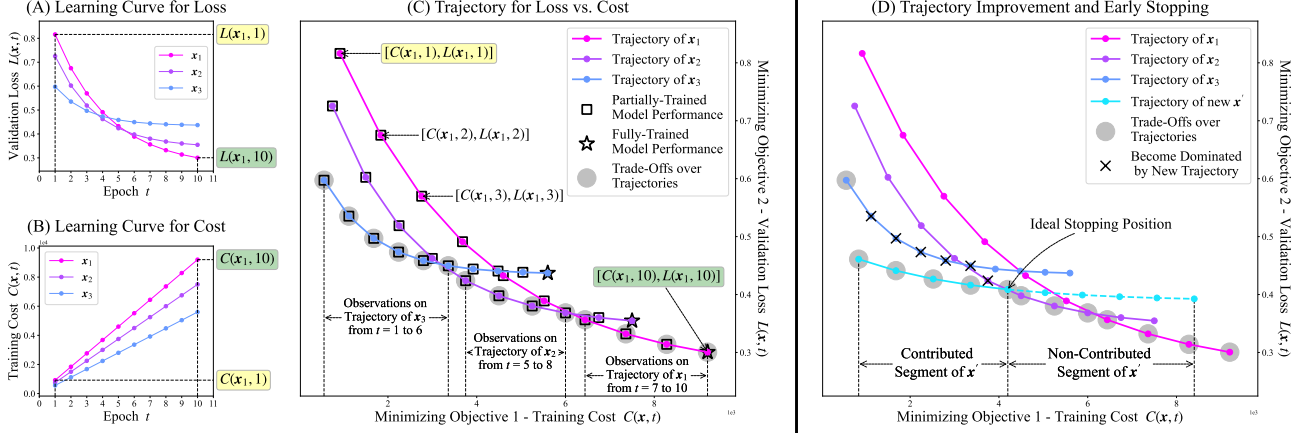 (A) Learning Curve for Loss
L(x₁, 1)
x₁
x₂
x₃
0.8
0.7
0.6
0.5
0.4
0.3
Validation Loss L(x, t)
L(x₁, 10)
0 1 2 3 4 5 6 7 8 9 10 11
Epoch t
(B) Learning Curve for Cost
1e4
C(x₁, 10)
x₁
x₂
x₃
1.0
0.8
0.6
0.4
0.2
0.0
Training Cost C(x, t)
C(x₁, 1)
0 1 2 3 4 5 6 7 8 9 10 11
Epoch t
(C) Trajectory for Loss vs. Cost
[C(x₁, 1), L(x₁, 1)]
[C(x₁, 2), L(x₁, 2)]
[C(x₁, 3), L(x₁, 3)]
[C(x₁, 10), L(x₁, 10)]
Trajectory of x₁
Trajectory of x₂
Trajectory of x₃
Partially-Trained
Model Performance
Fully-Trained
Model Performance
Trade-Offs over
Trajectories
Observations on
Trajectory of x₃
from t = 1 to 6
Observations on
Trajectory of x₂
from t = 5 to 8
Observations on
Trajectory of x₁
from t = 7 to 10
0.8
0.7
0.6
0.5
0.4
0.3
Minimizing Objective 2 - Validation Loss L(x, t)
2 4 6 8
1e3
Minimizing Objective 1 - Training Cost C(x, t)
(D) Trajectory Improvement and Early Stopping
Trajectory of x₁
Trajectory of x₂
Trajectory of x₃
Trajectory of new x′
Trade-Offs over
Trajectories
Become Dominated
by New Trajectory
Ideal Stopping Position
Contributed
Segment of x′
Non-Contributed
Segment of x′
0.8
0.7
0.6
0.5
0.4
0.3
Minimizing Objective 2 - Validation Loss L(x, t)
2 4 6 8
1e3
Minimizing Objective 1 - Training Cost C(x, t)